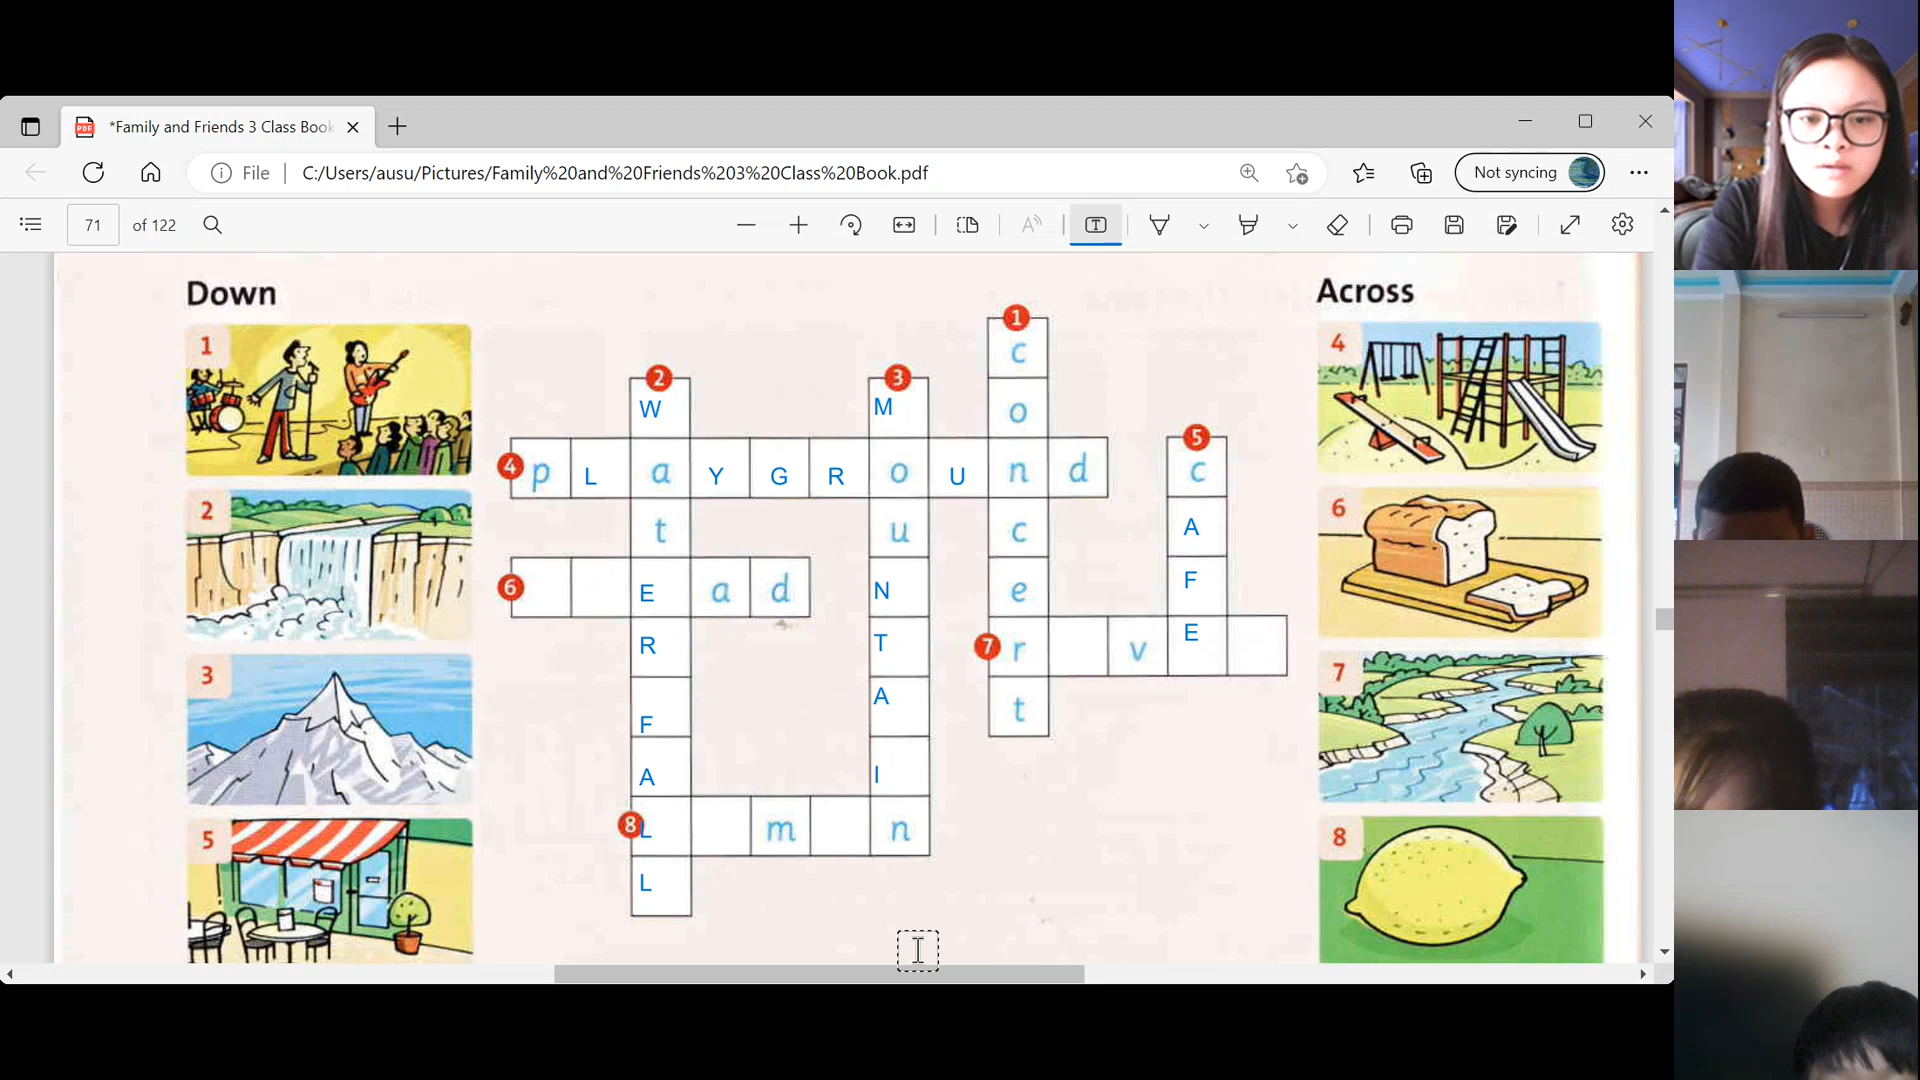 *Family and Friends 3 Class Book
File C:/Users/ausu/Pictures/Family%20and%20Friends%203%20Class%20Book.pdf Not syncing
71 of 122
Down
Across
1
2
3
4
5
6
7
8
1
2
3
4
5
6
7
8
c
W M o
p L a Y G R o U n d c
t u c A
E a d N e F
R T r v E
F A t
A I
L m n
L